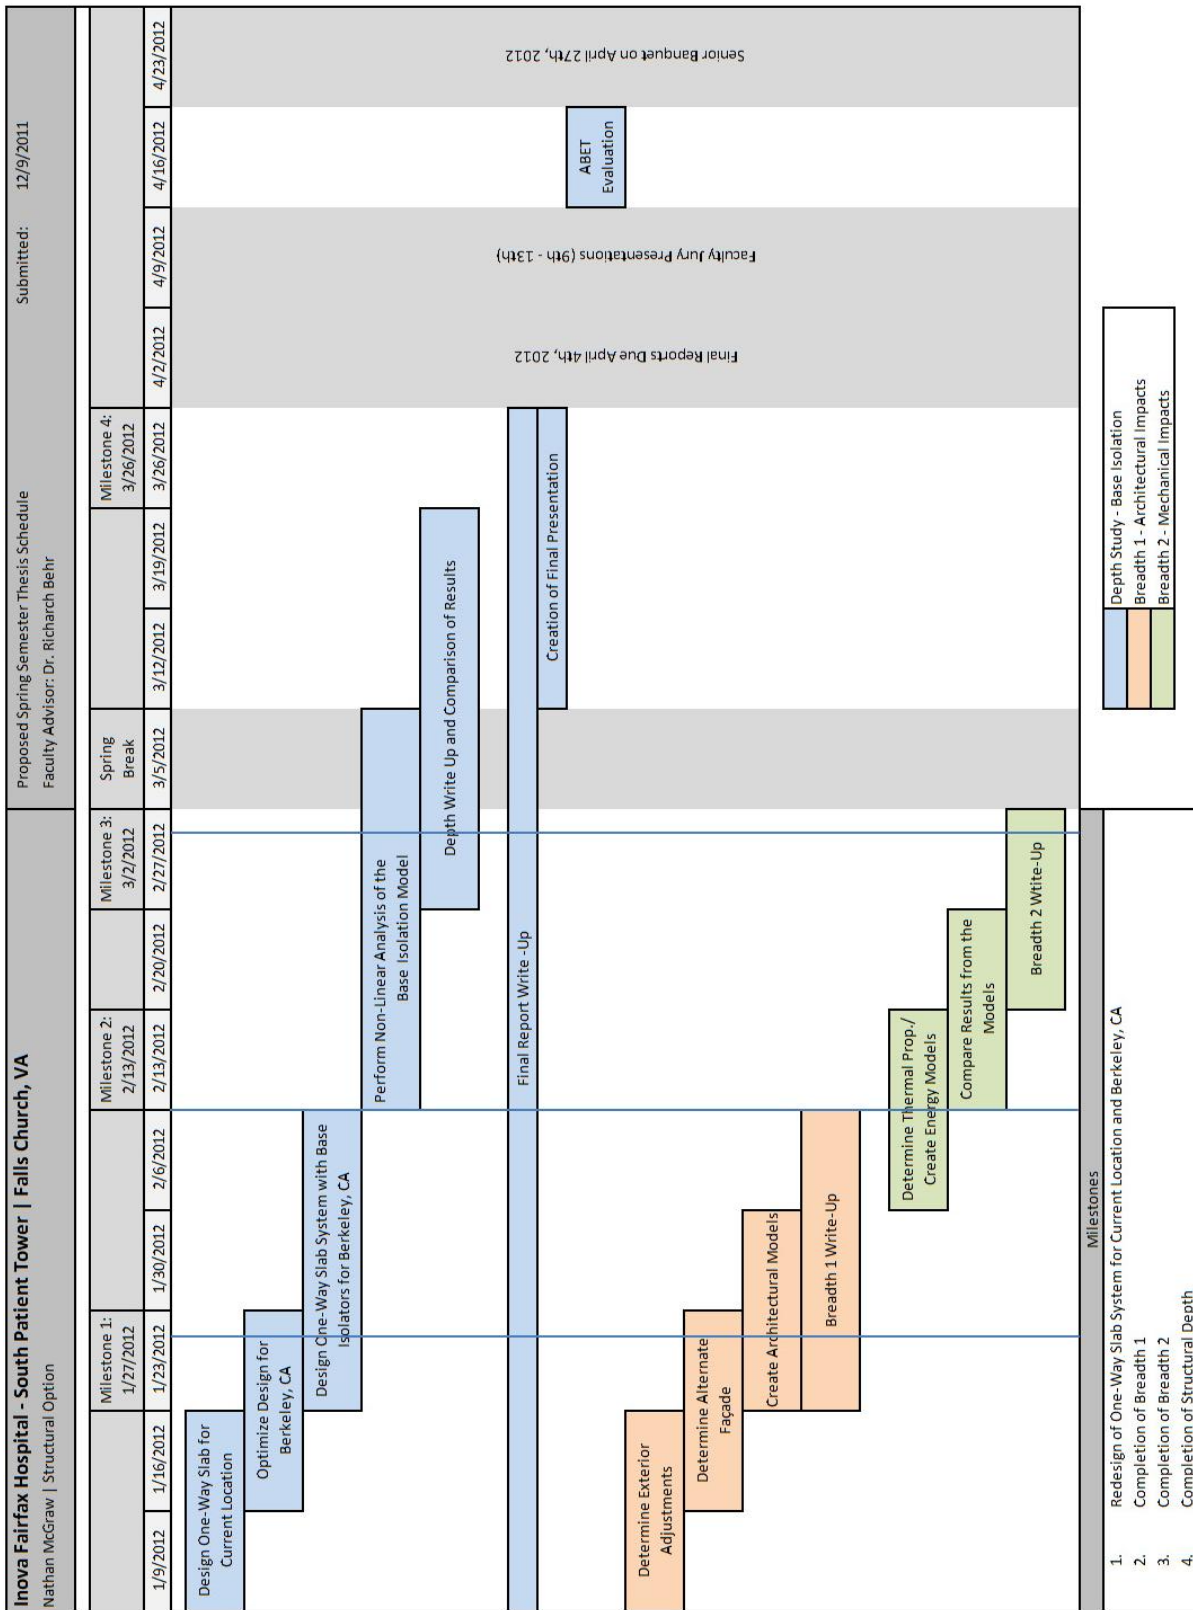 Inova Fairfax Hospital - South Patient Tower | Falls Church, VA
Nathan McGraw | Structural Option
Proposed Spring Semester Thesis Schedule
Faculty Advisor: Dr. Richarch Behr
Submitted:
12/9/2011
Milestone 1:
1/27/2012
Milestone 2:
2/13/2012
Milestone 3:
3/2/2012
Spring
Break
Milestone 4:
3/26/2012
1/9/2012
1/16/2012
1/23/2012
1/30/2012
2/6/2012
2/13/2012
2/20/2012
2/27/2012
3/5/2012
3/12/2012
3/19/2012
3/26/2012
4/2/2012
4/9/2012
4/16/2012
4/23/2012
Design One-Way Slab for
Current Location
Optimize Design for
Berkeley, CA
Design One-Way Slab System with Base
Isolators for Berkeley, CA
Perform Non-Linear Analysis of the
Base Isolation Model
Depth Write Up and Comparison of Results
Final Report Write -Up
Creation of Final Presentation
Final Reports Due April 4th, 2012
Faculty Jury Presentations (9th - 13th)
ABET
Evaluation
Senior Banquet on April 27th, 2012
Determine Exterior
Adjustments
Determine Alternate
Façade
Create Architectural Models
Breadth 1 Write-Up
Determine Thermal Prop./
Create Energy Models
Compare Results from the
Models
Breadth 2 Wtite-Up
Milestones
1. Redesign of One-Way Slab System for Current Location and Berkeley, CA
2. Completion of Breadth 1
3. Completion of Breadth 2
4. Completion of Structural Depth
Depth Study - Base Isolation
Breadth 1 - Architectural Impacts
Breadth 2 - Mechanical Impacts